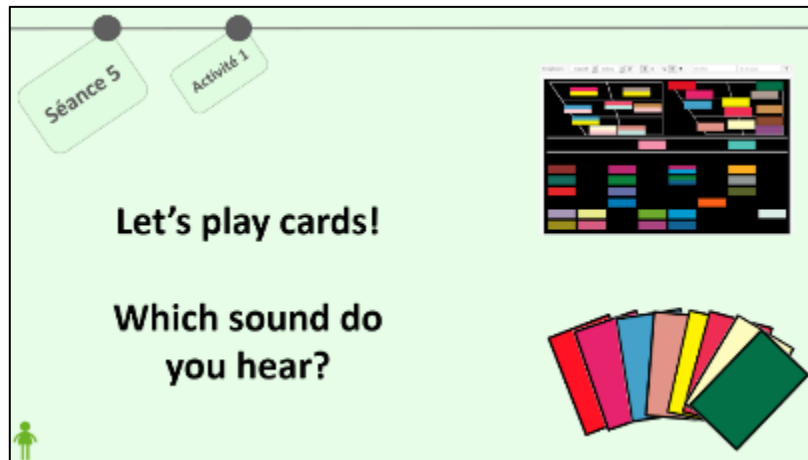 Séance 5
Activité 1
Let's play cards!
Which sound do
you hear?